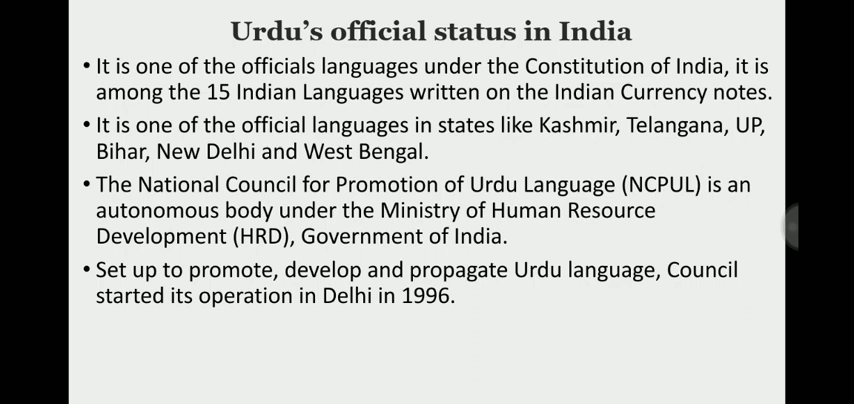 Urdu’s official status in India
• It is one of the officials languages under the Constitution of India, it is
among the 15 Indian Languages written on the Indian Currency notes.
• It is one of the official languages in states like Kashmir, Telangana, UP,
Bihar, New Delhi and West Bengal.
• The National Council for Promotion of Urdu Language (NCPUL) is an
autonomous body under the Ministry of Human Resource
Development (HRD), Government of India.
• Set up to promote, develop and propagate Urdu language, Council
started its operation in Delhi in 1996.